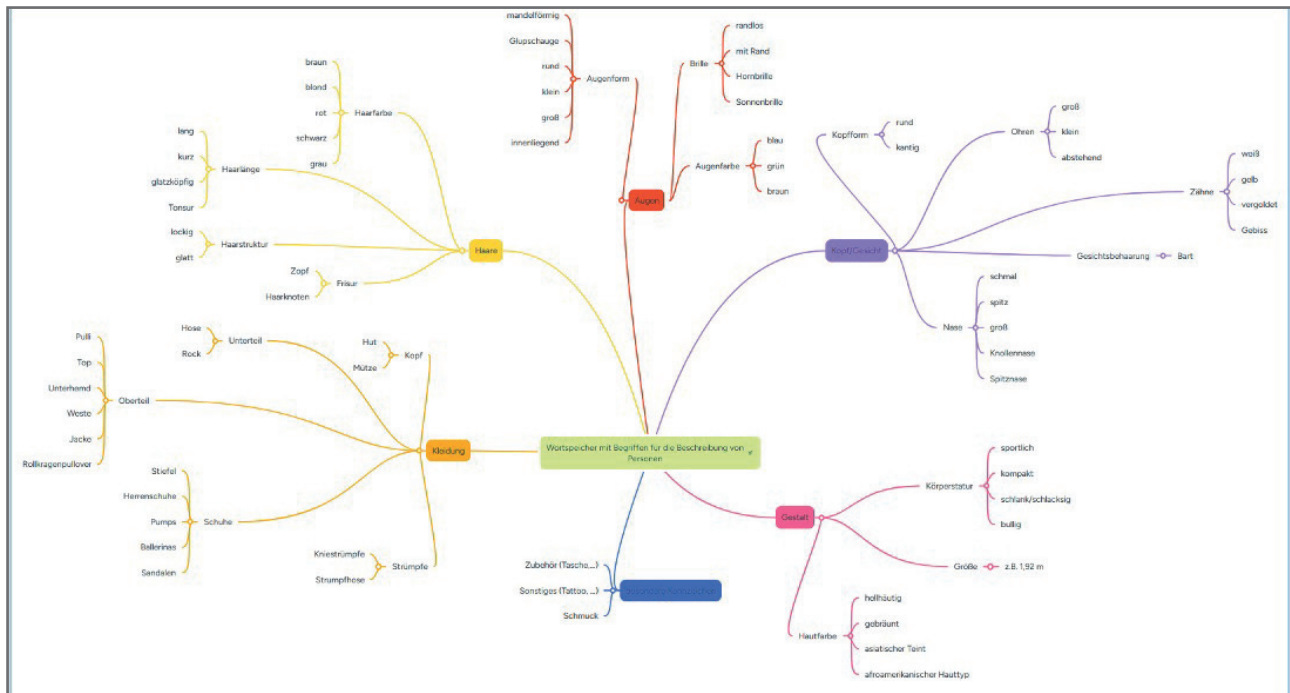 mandelförmig
Glupschauge
rund
klein
groß
innenliegend
Augenform
randlos
mit Rand
Hornbrille
Sonnenbrille
Brille
blau
grün
braun
Augenfarbe
Augen
braun
blond
rot
schwarz
grau
Haarfarbe
lang
kurz
glatzköpfig
Tonsur
Haarlänge
lockig
glatt
Haarstruktur
Zopf
Haarknoten
Frisur
Haare
Kopfform
rund
kantig
Ohren
groß
klein
abstehend
Zähne
weiß
gelb
vergoldet
Gebiss
Kopf/Gesicht
Gesichtsbehaarung
Bart
Nase
schmal
spitz
groß
Knollennase
Spitznase
Hose
Rock
Unterteil
Hut
Mütze
Kopf
Pulli
Top
Unterhemd
Weste
Jacke
Rollkragenpullover
Oberteil
Kleidung
Stiefel
Herrenschuhe
Pumps
Ballerinas
Sandalen
Schuhe
Kniestrümpfe
Strumpfhose
Strümpfe
Wortspeicher mit Begriffen für die Beschreibung von
Personen
Gestalt
Körperstatur
sportlich
kompakt
schlank/schlacksig
bullig
Größe
z.B. 1,92 m
Hautfarbe
hellhäutig
gebräunt
asiatischer Teint
afroamerikanischer Hauttyp
Zubehör (Tasche,...)
Sonstiges (Tattoo, ...)
Schmuck